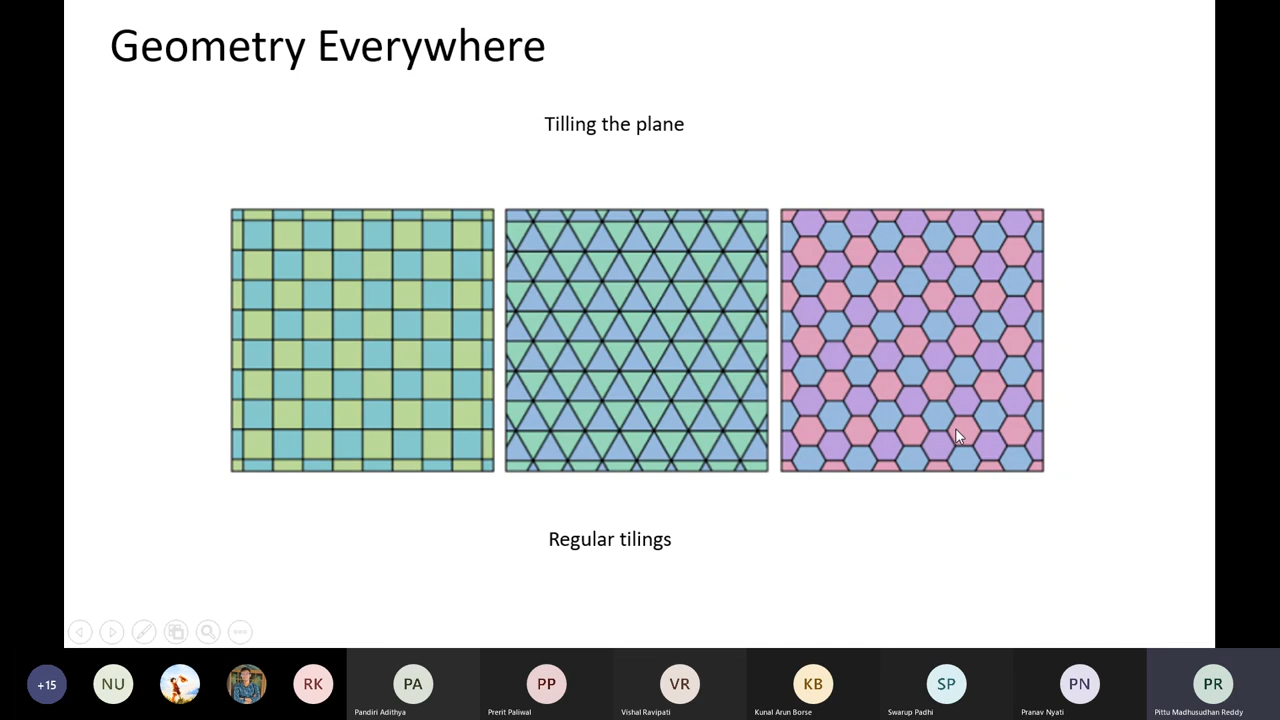 Geometry Everywhere
Tilling the plane
Regular tilings
+15
NU
RK
PA
PP
VR
KB
SP
PN
PR
Pandiri Adithya
Prerit Paliwal
Vishal Ravipati
Kunal Arun Borse
Swarup Padhi
Pranav Nyati
Pittu Madhusudhan Reddy